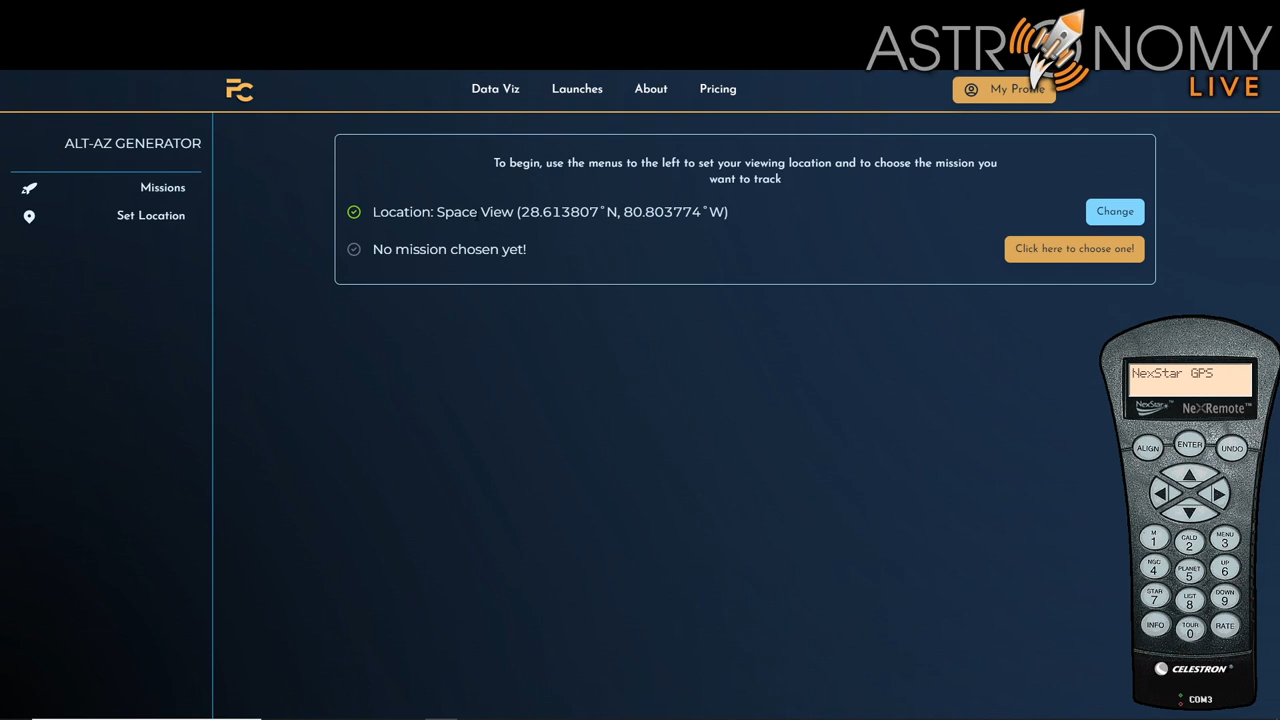 ASTRONOMY
LIVE
FC
Data Viz
Launches
About
Pricing
My Profile
ALT-AZ GENERATOR
Missions
Set Location
To begin, use the menus to the left to set your viewing location and to choose the mission you
want to track
Location: Space View (28.613807°N, 80.803774°W)
Change
No mission chosen yet!
Click here to choose one!
NexStar GPS
NexStar™
NexRemote™
ALIGN
ENTER
UNDO
M
1
CALD
2
MENU
3
NGC
4
PLANET
5
UP
6
STAR
7
LIST
8
DOWN
9
INFO
TOUR
0
RATE
CELESTRON®
COM3